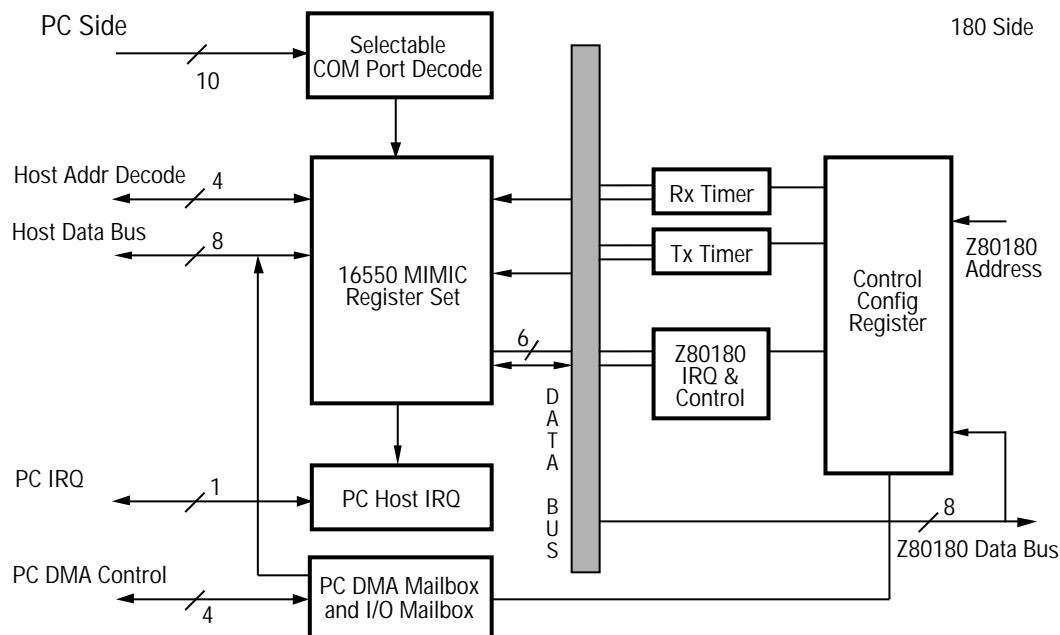 PC Side
180 Side
Selectable
COM Port Decode
10
Host Addr Decode
4
Host Data Bus
8
16550 MIMIC
Register Set
6
Rx Timer
Tx Timer
Z80180
IRQ &
Control
Control
Config
Register
Z80180
Address
DATA BUS
PC IRQ
1
PC Host IRQ
8
Z80180 Data Bus
PC DMA Control
4
PC DMA Mailbox
and I/O Mailbox